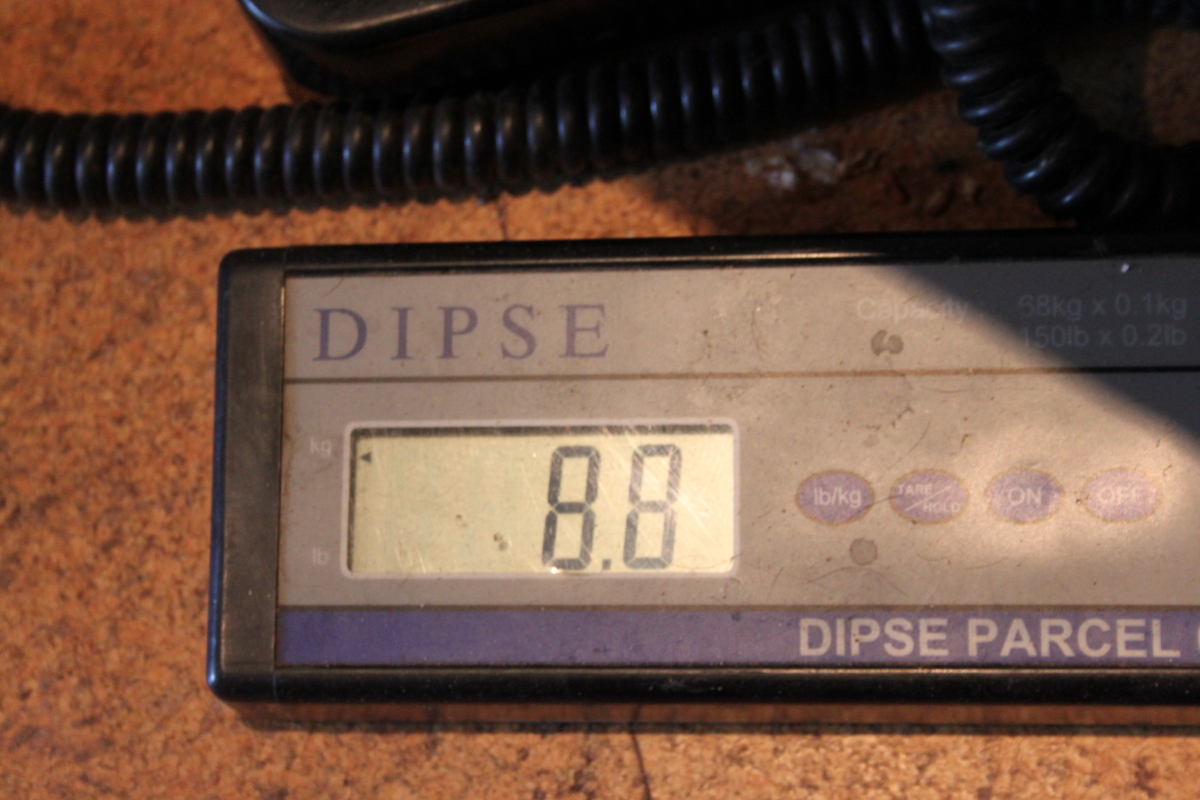 DIPSE
Capacity 68kg x 0.1kg
150lb x 0.2lb
kg
8.8
lb
lb/kg
TARE/HOLD
ON
OFF
DIPSE PARCEL